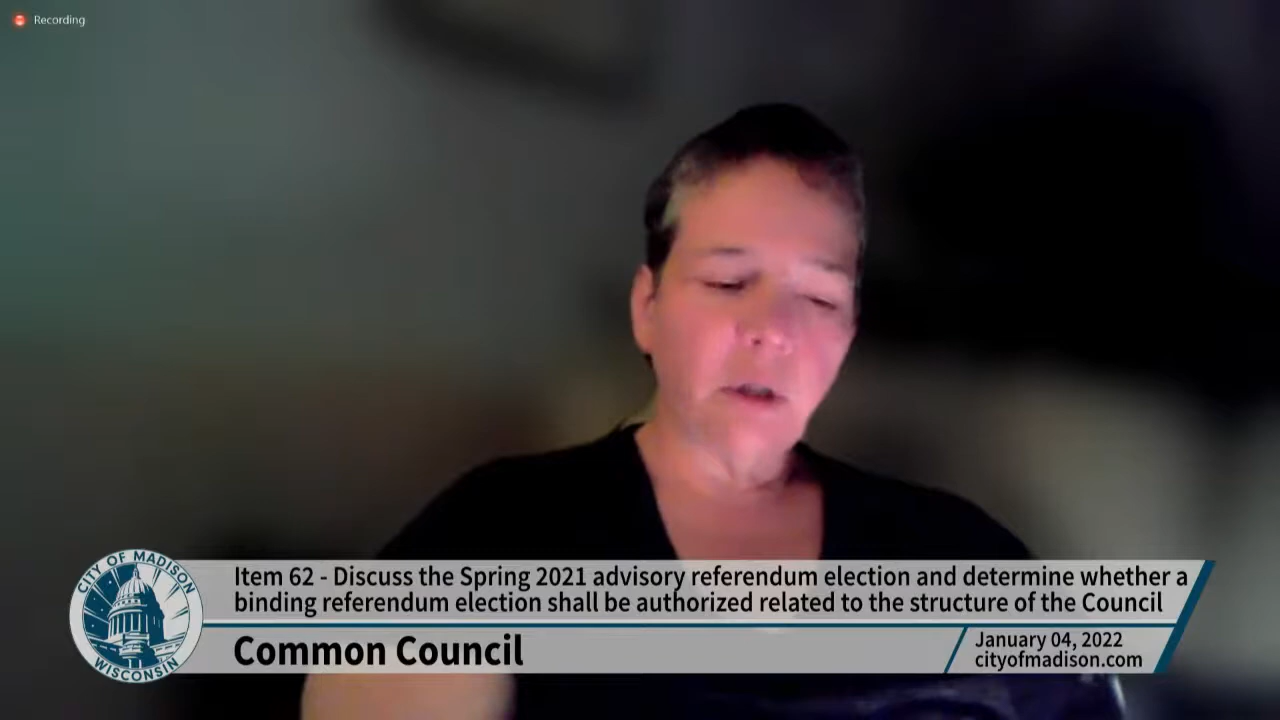 Recording
Item 62 - Discuss the Spring 2021 advisory referendum election and determine whether a
binding referendum election shall be authorized related to the structure of the Council
Common Council
January 04, 2022
cityofmadison.com
CITY OF MADISON
WISCONSIN